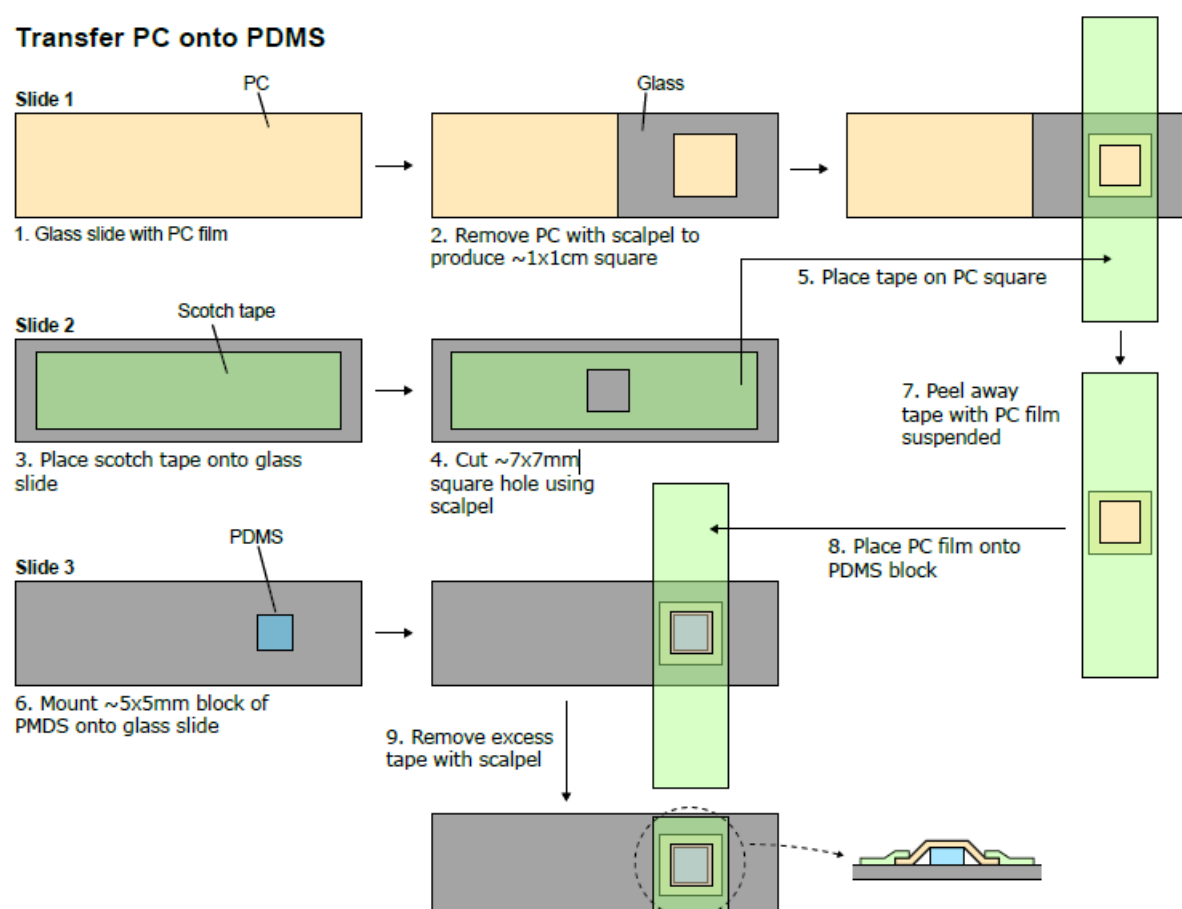 Transfer PC onto PDMS
Slide 1
PC
Glass
1. Glass slide with PC film
2. Remove PC with scalpel to
produce ~1x1cm square
5. Place tape on PC square
Slide 2
Scotch tape
3. Place scotch tape onto glass
slide
4. Cut ~7x7mm
square hole using
scalpel
7. Peel away
tape with PC film
suspended
Slide 3
PDMS
8. Place PC film onto
PDMS block
6. Mount ~5x5mm block of
PMDS onto glass slide
9. Remove excess
tape with scalpel